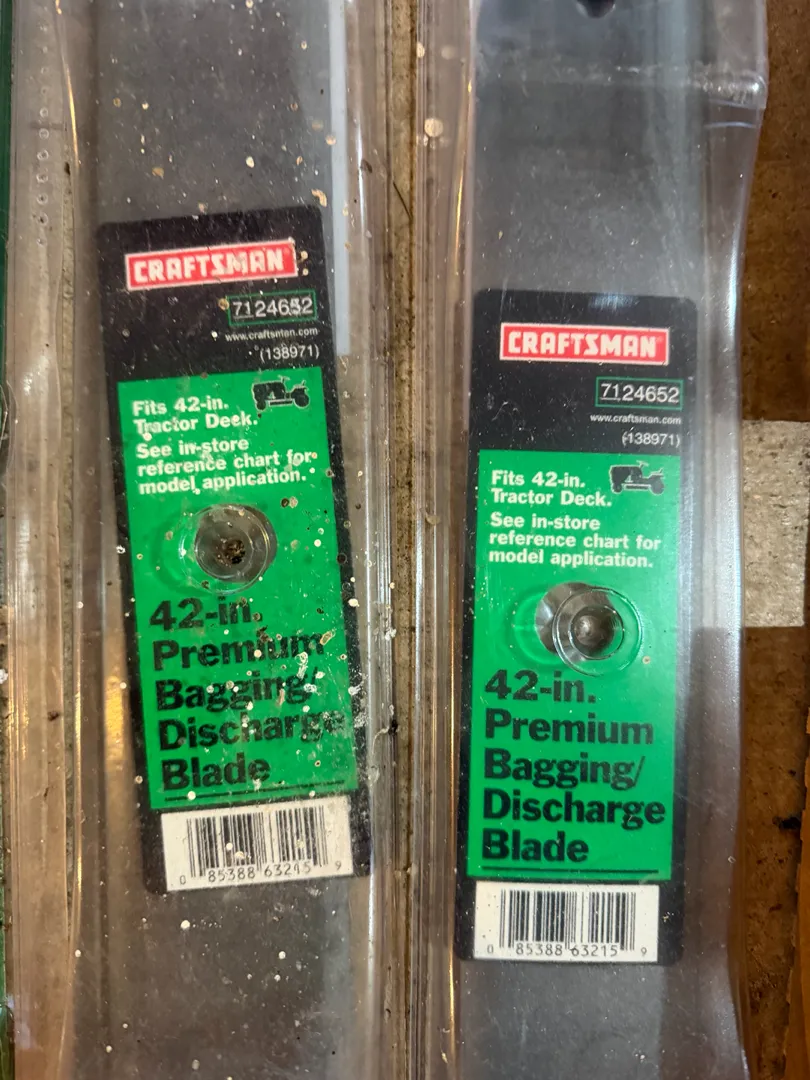 CRAFTSMAN
7124652
www.craftsman.com
(138971)
Fits 42-in.
Tractor Deck.
See in-store
reference chart for
model application.
42-in.
Premium
Bagging/
Discharge
Blade
0 85388 63215 9
CRAFTSMAN
7124652
www.craftsman.com
(138971)
Fits 42-in.
Tractor Deck.
See in-store
reference chart for
model application.
42-in.
Premium
Bagging/
Discharge
Blade
0 85388 63215 9